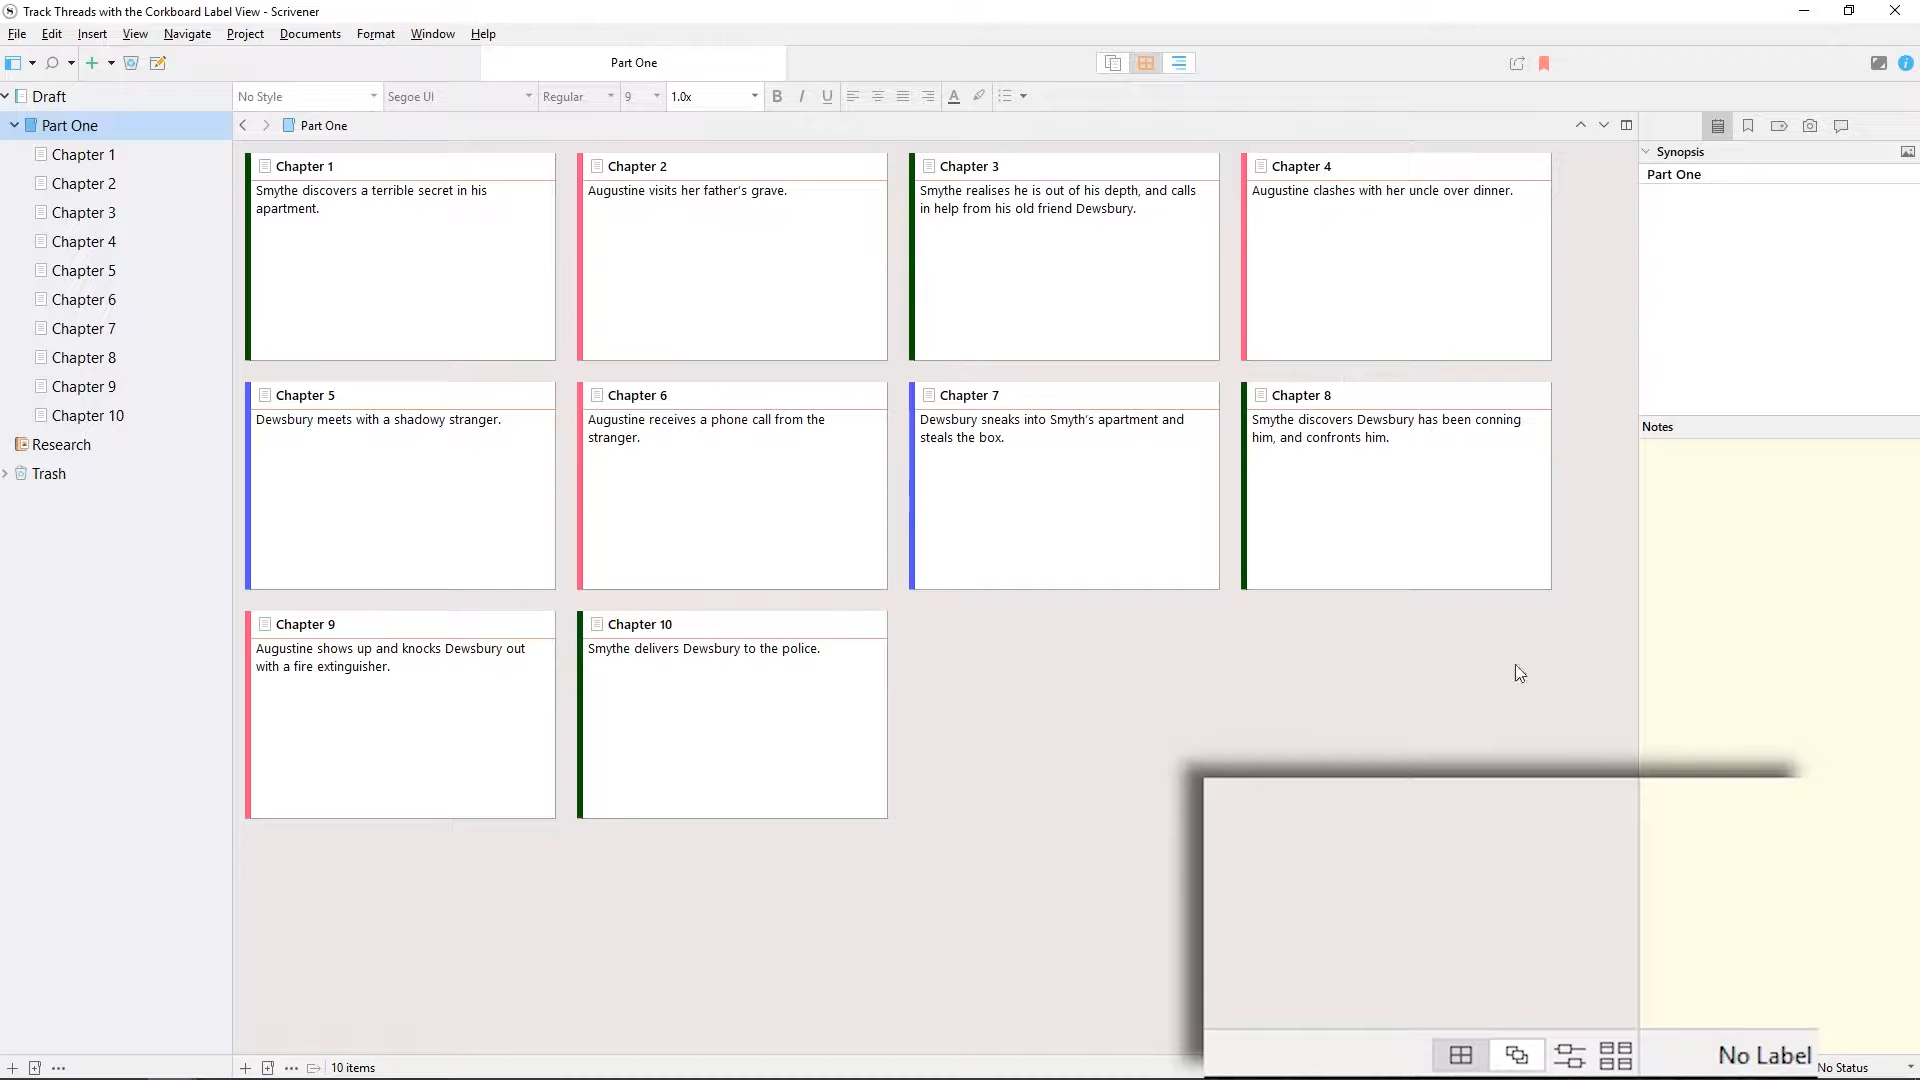 Track Threads with the Corkboard Label View - Scrivener
File Edit Insert View Navigate Project Documents Format Window Help
Part One
No Style Segoe UI Regular 9 1.0x B I U A
Draft
Part One
Chapter 1
Chapter 2
Chapter 3
Chapter 4
Chapter 5
Chapter 6
Chapter 7
Chapter 8
Chapter 9
Chapter 10
Research
Trash
Part One
Chapter 1
Smythe discovers a terrible secret in his
apartment.
Chapter 2
Augustine visits her father's grave.
Chapter 3
Smythe realises he is out of his depth, and calls
in help from his old friend Dewsbury.
Chapter 4
Augustine clashes with her uncle over dinner.
Chapter 5
Dewsbury meets with a shadowy stranger.
Chapter 6
Augustine receives a phone call from the
stranger.
Chapter 7
Dewsbury sneaks into Smyth's apartment and
steals the box.
Chapter 8
Smythe discovers Dewsbury has been conning
him, and confronts him.
Chapter 9
Augustine shows up and knocks Dewsbury out
with a fire extinguisher.
Chapter 10
Smythe delivers Dewsbury to the police.
Synopsis
Part One
Notes
10 items
No Label
No Status